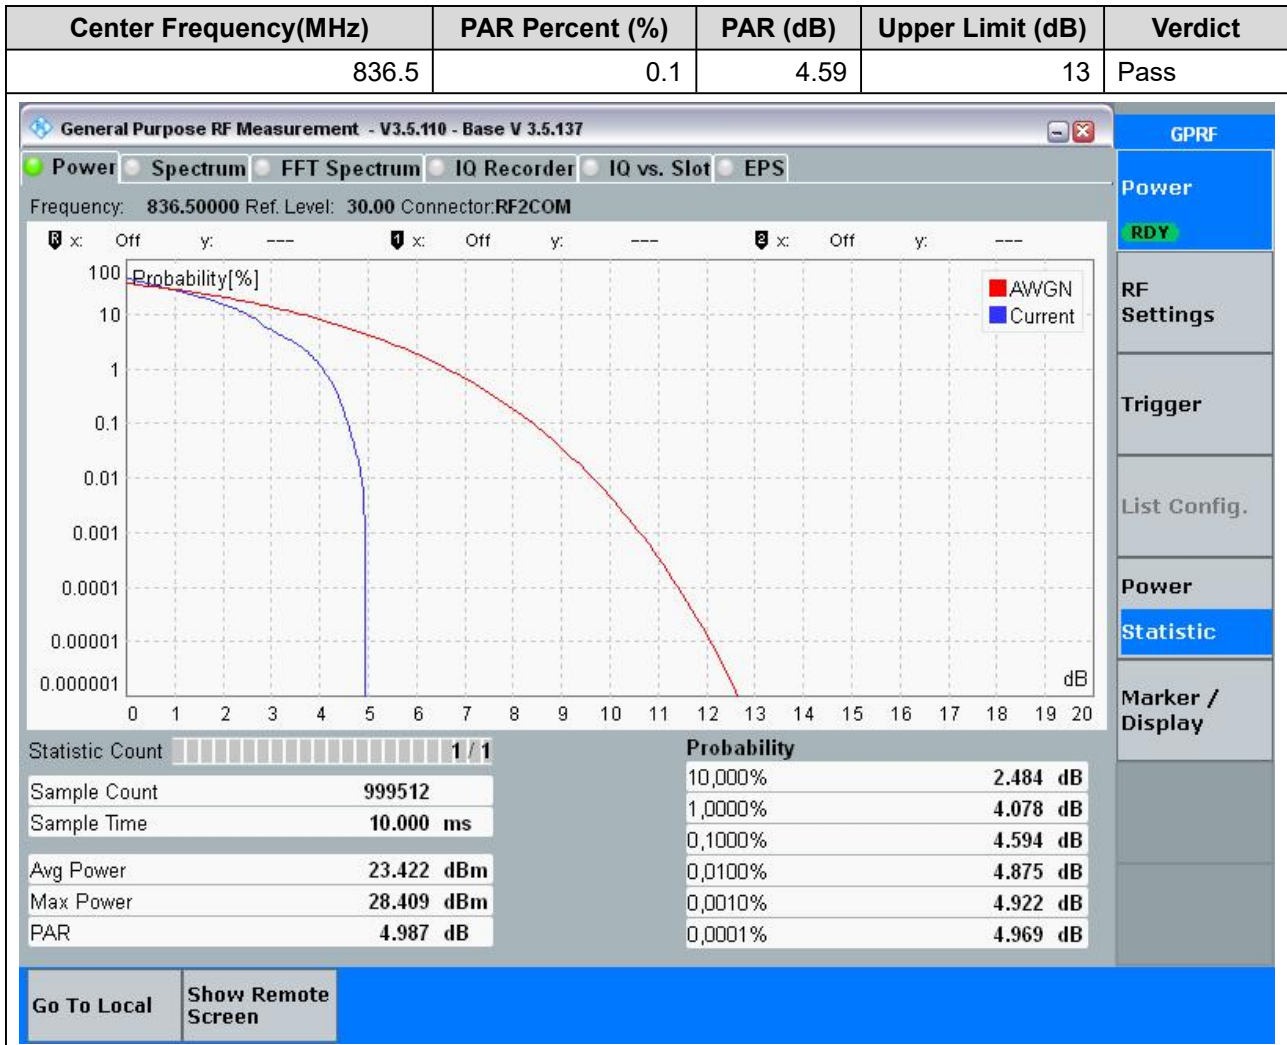 Center Frequency(MHz) PAR Percent (%) PAR (dB) Upper Limit (dB) Verdict
836.5 0.1 4.59 13 Pass
General Purpose RF Measurement - V3.5.110 - Base V 3.5.137
GPRF
Power Spectrum FFT Spectrum IQ Recorder IQ vs. Slot EPS
Frequency: 836.50000 Ref. Level: 30.00 Connector:RF2COM
R x: Off y: --- 1 x: Off y: --- 2 x: Off y: ---
Probability[%]
AWGN
Current
100
10
1
0.1
0.01
0.001
0.0001
0.00001
0.000001
dB
0 1 2 3 4 5 6 7 8 9 10 11 12 13 14 15 16 17 18 19 20
Statistic Count 1 / 1
Sample Count 999512
Sample Time 10.000 ms
Avg Power 23.422 dBm
Max Power 28.409 dBm
PAR 4.987 dB
Probability
10,000% 2.484 dB
1,0000% 4.078 dB
0,1000% 4.594 dB
0,0100% 4.875 dB
0,0010% 4.922 dB
0,0001% 4.969 dB
Power
RDY
RF
Settings
Trigger
List Config.
Power
Statistic
Marker /
Display
Go To Local
Show Remote
Screen